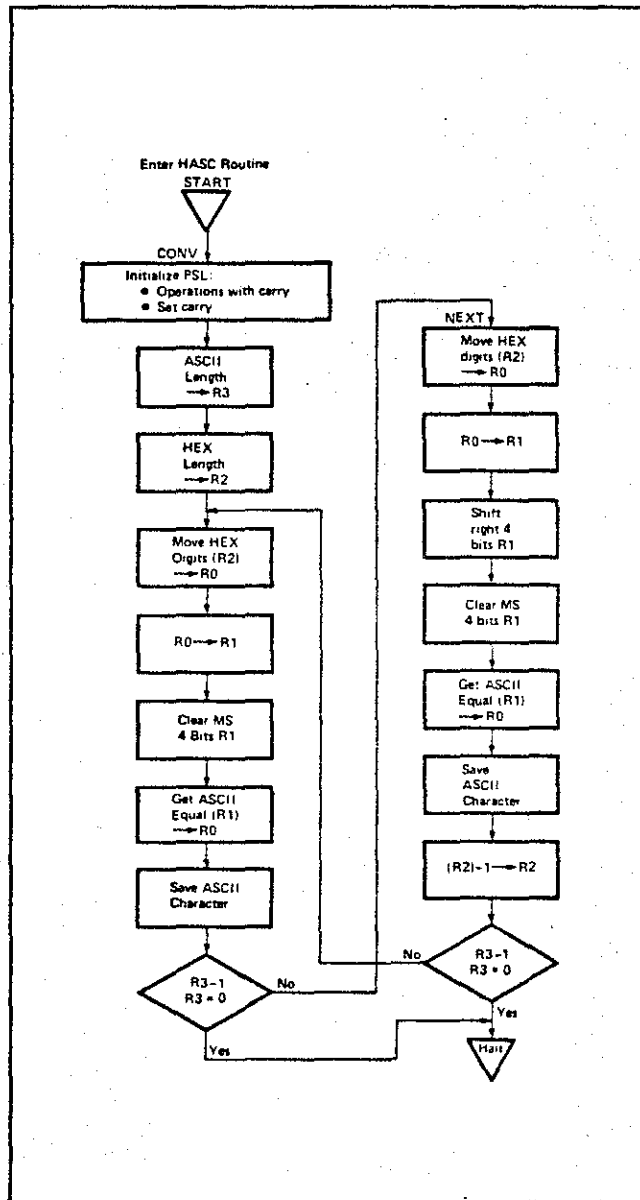 Enter HASC Routine
START
CONV
Initialize PSL:
● Operations with carry
● Set carry
ASCII
Length
→ R3
HEX
Length
→ R2
Move HEX
Digits (R2)
→ R0
R0 → R1
Clear MS
4 Bits R1
Get ASCII
Equal (R1)
→ R0
Save ASCII
Character
R3-1
R3 = 0
No
Yes
NEXT
Move HEX
digits (R2)
→ R0
R0 → R1
Shift
right 4
bits R1
Clear MS
4 bits R1
Get ASCII
Equal (R1)
→ R0
Save
ASCII
Character
(R2)-1 → R2
R3-1
R3 = 0
No
Yes
Halt